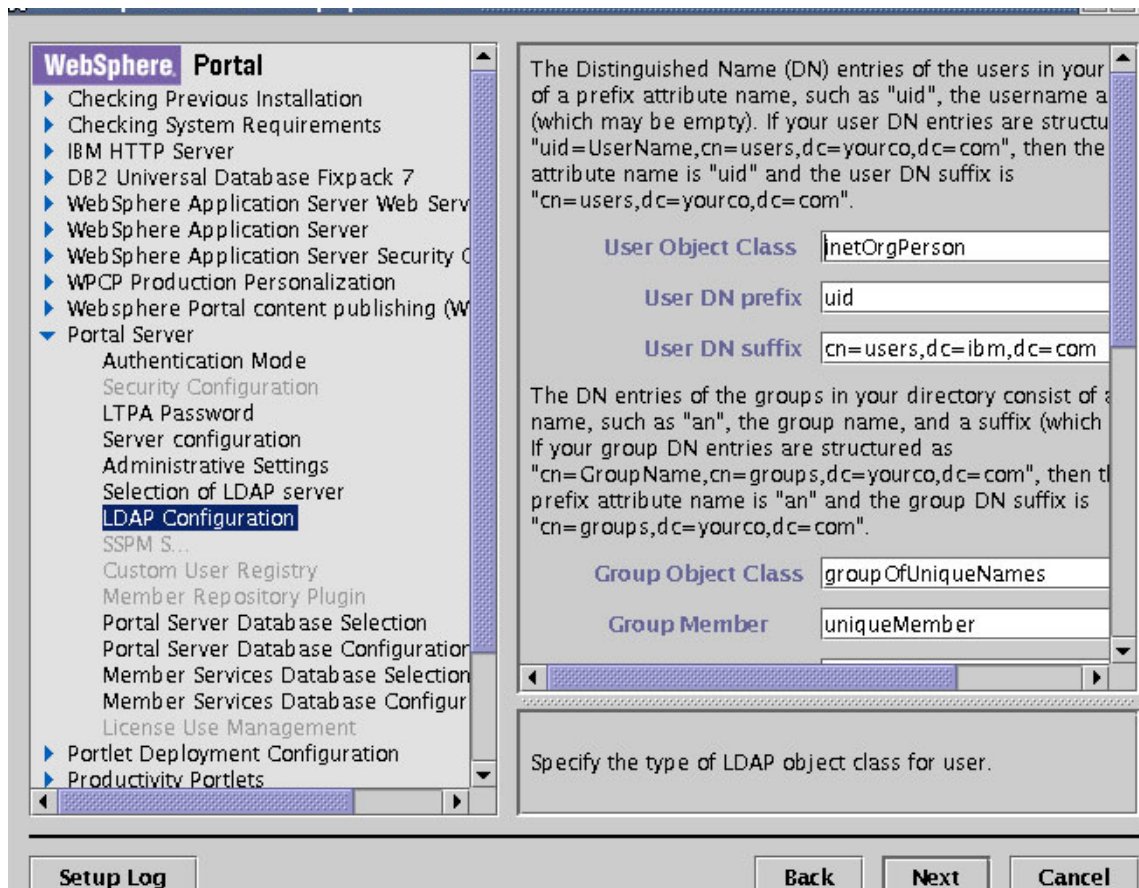 WebSphere Portal
Checking Previous Installation
Checking System Requirements
IBM HTTP Server
DB2 Universal Database Fixpack 7
WebSphere Application Server Web Serv
WebSphere Application Server
WebSphere Application Server Security C
WPCP Production Personalization
Websphere Portal content publishing (W
Portal Server
Authentication Mode
Security Configuration
LTPA Password
Server configuration
Administrative Settings
Selection of LDAP server
LDAP Configuration
SSPM S...
Custom User Registry
Member Repository Plugin
Portal Server Database Selection
Portal Server Database Configuration
Member Services Database Selection
Member Services Database Configur
License Use Management
Portlet Deployment Configuration
Productivity Portlets
The Distinguished Name (DN) entries of the users in your
of a prefix attribute name, such as "uid", the username a
(which may be empty). If your user DN entries are structu
"uid=UserName,cn=users,dc=yourco,dc=com", then the
attribute name is "uid" and the user DN suffix is
"cn=users,dc=yourco,dc=com".
User Object Class inetOrgPerson
User DN prefix uid
User DN suffix cn=users,dc=ibm,dc=com
The DN entries of the groups in your directory consist of a
name, such as "an", the group name, and a suffix (which
If your group DN entries are structured as
"cn=GroupName,cn=groups,dc=yourco,dc=com", then th
prefix attribute name is "an" and the group DN suffix is
"cn=groups,dc=yourco,dc=com".
Group Object Class groupOfUniqueNames
Group Member uniqueMember
Specify the type of LDAP object class for user.
Setup Log Back Next Cancel